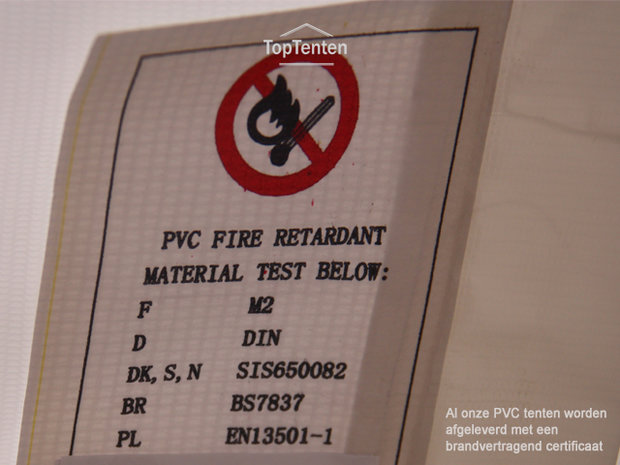 TopTenten
PVC FIRE RETARDANT
MATERIAL TEST BELOW:
F M2
D DIN
DK, S, N SIS650082
BR BS7837
PL EN13501-1
Al onze PVC tenten worden
afgeleverd met een
brandvertragend certificaat